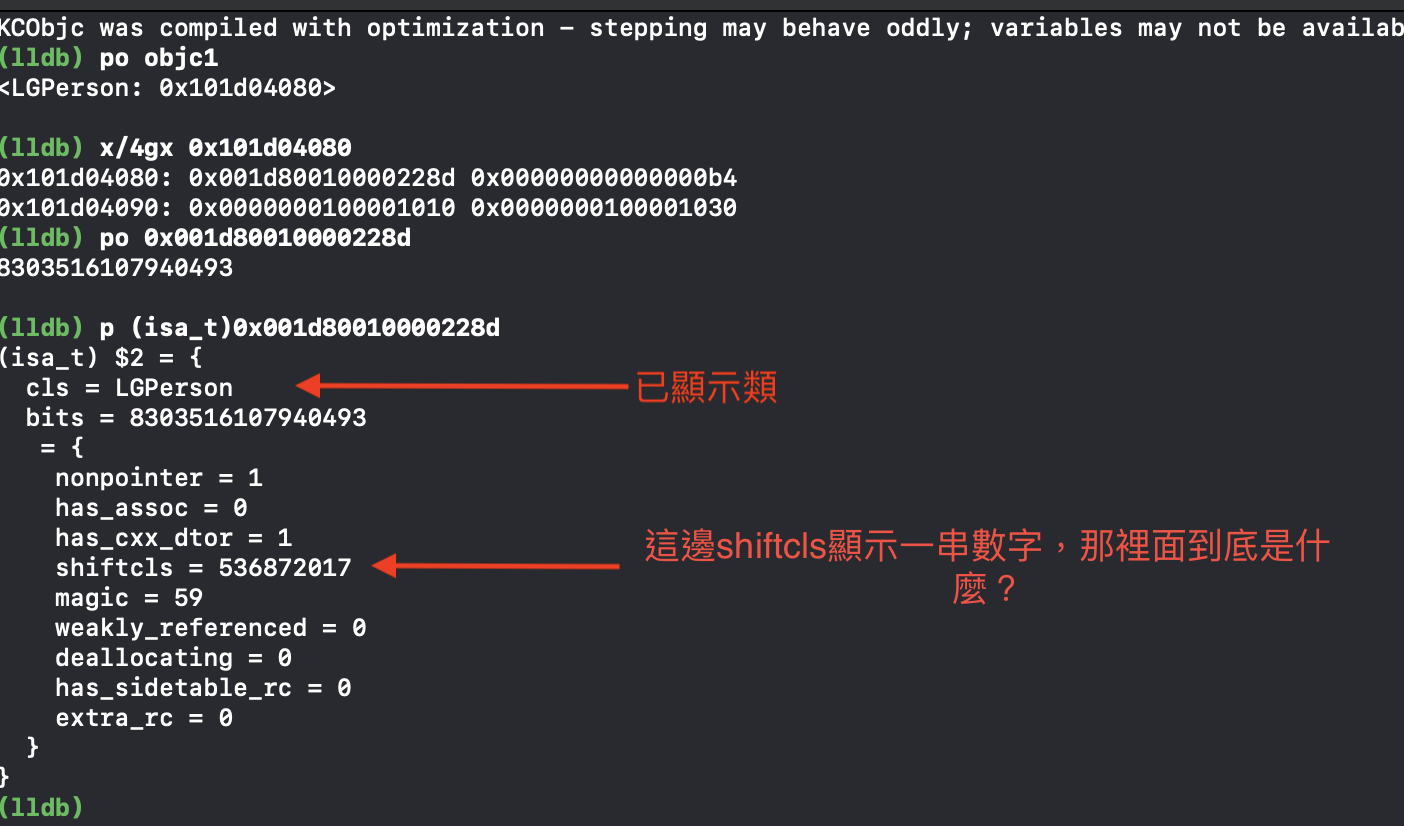 KCObjc was compiled with optimization – stepping may behave oddly; variables may not be availab
(lldb) po objc1
<LGPerson: 0x101d04080>
(lldb) x/4gx 0x101d04080
0x101d04080: 0x001d80010000228d 0x00000000000000b4
0x101d04090: 0x0000000100001010 0x0000000100001030
(lldb) po 0x001d80010000228d
8303516107940493
(lldb) p (isa_t)0x001d80010000228d
(isa_t) $2 = {
cls = LGPerson
已顯示類
bits = 8303516107940493
= {
nonpointer = 1
has_assoc = 0
has_cxx_dtor = 1
shiftcls = 536872017
這邊shiftcls顯示一串數字，那裡面到底是什
麼？
magic = 59
weakly_referenced = 0
deallocating = 0
has_sidetable_rc = 0
extra_rc = 0
}
}
(lldb)